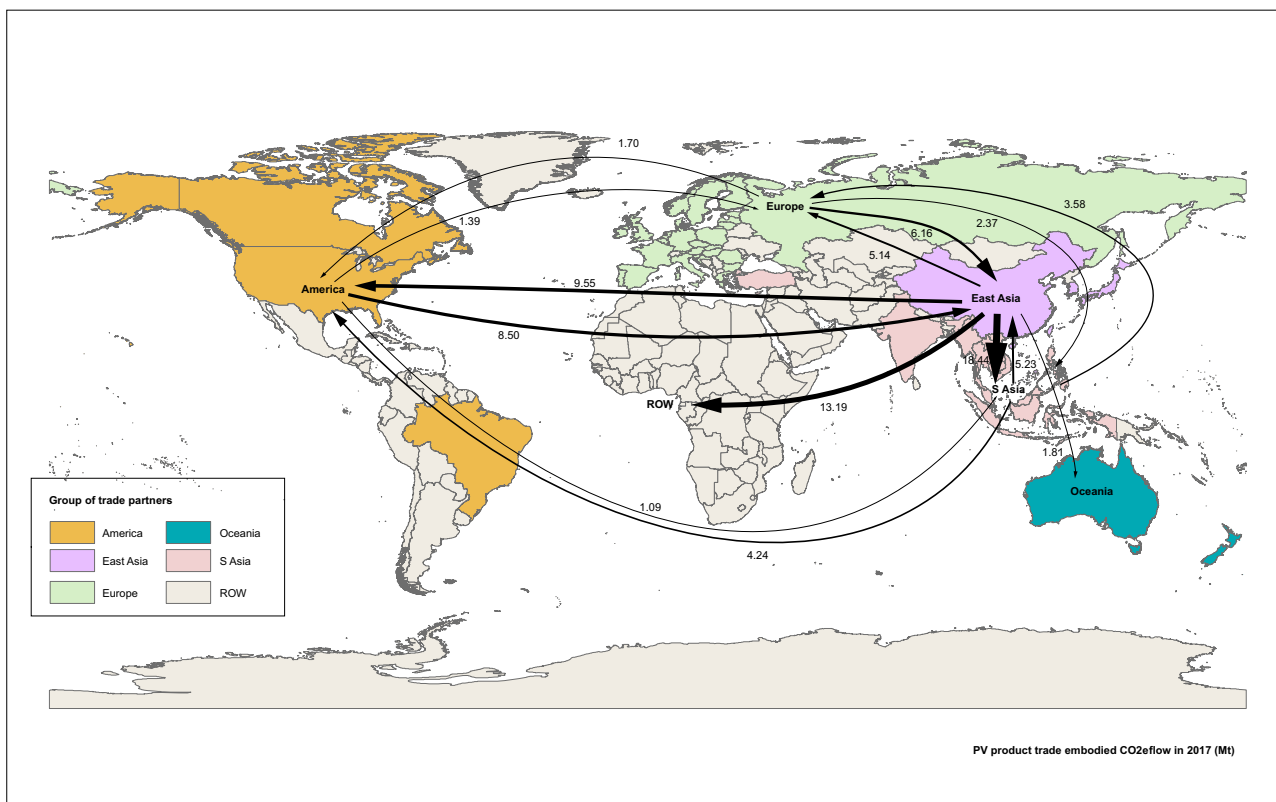 1.70
Europe
3.58
1.39
2.37
6.16
5.14
America
9.55
East Asia
8.50
18.44
5.23
S Asia
ROW
13.19
1.81
Oceania
Group of trade partners
America
Oceania
East Asia
S Asia
Europe
ROW
1.09
4.24
PV product trade embodied CO2eflow in 2017 (Mt)